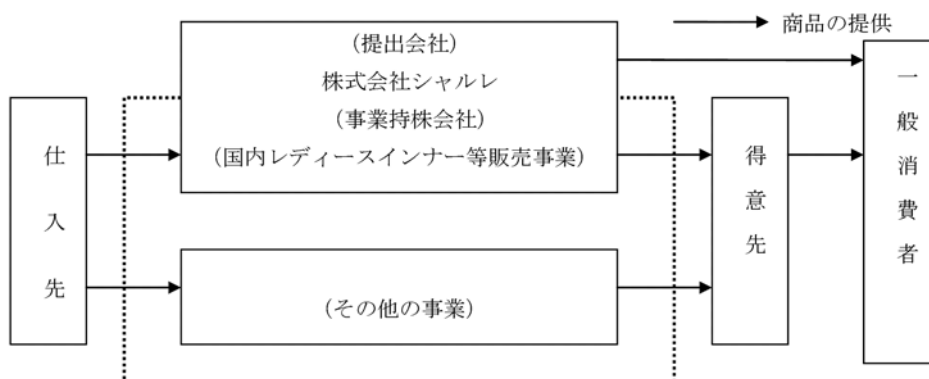 商品の提供
(提出会社)
株式会社シャルレ
(事業持株会社)
(国内レディースインナー等販売事業)
(その他の事業)
仕入先
得意先
一般消費者